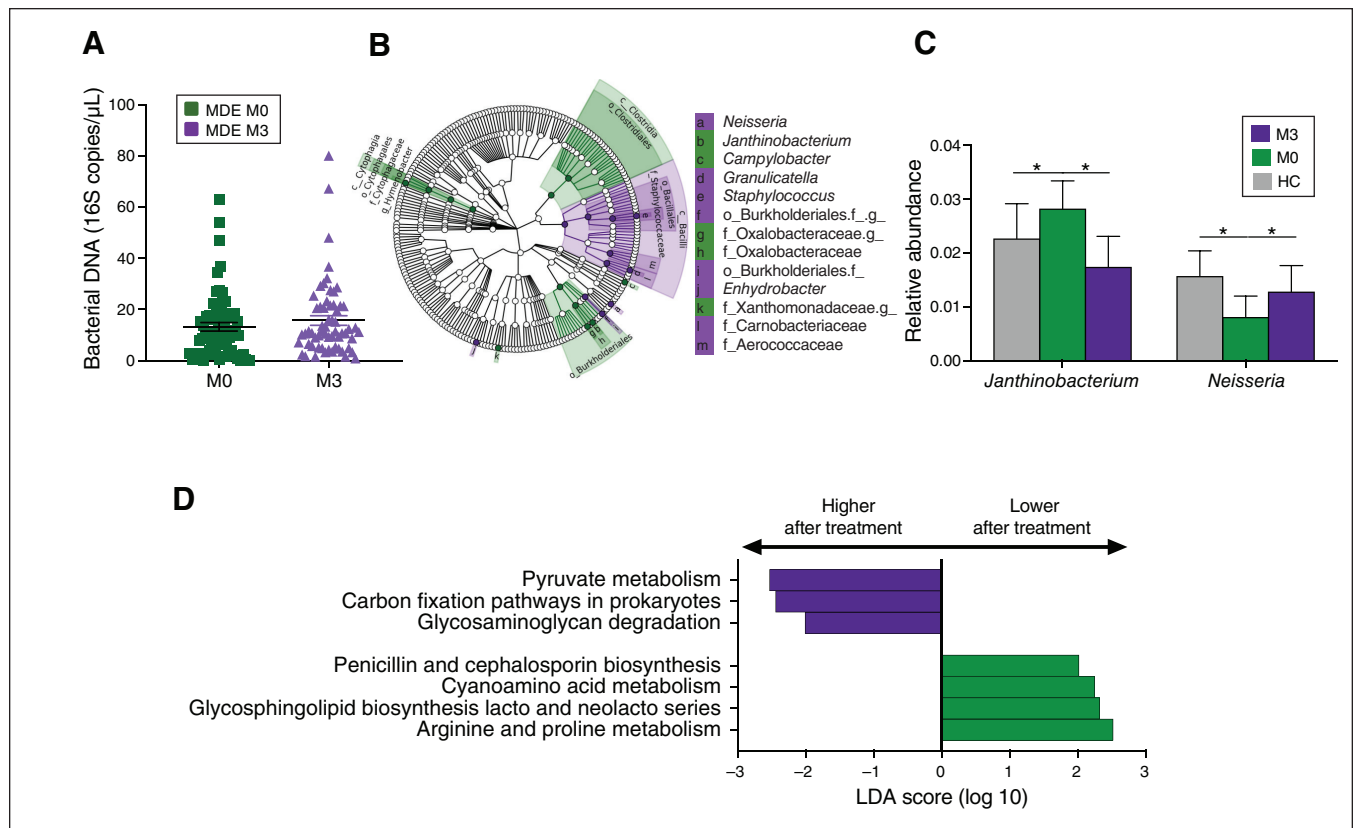 A
Bacterial DNA (16S copies/µL)
MDE M0
MDE M3
100
80
60
40
20
0
M0
M3
B
c__Clostridia
o_Clostridiales
c__Cytophagia
o_Cytophagales
f_Cytophagaceae
g_Hymenobacter
c__Bacilli
o_Bacillales
f_Staphylococcaceae
e
m
l
d
c
a
g
b
h
k
o_Burkholderiales
a Neisseria
b Janthinobacterium
c Campylobacter
d Granulicatella
e Staphylococcus
f o_Burkholderiales.f_.g_
g f_Oxalobacteraceae.g_
h f_Oxalobacteraceae
i o_Burkholderiales.f_
j Enhydrobacter
k f_Xanthomonadaceae.g_
l f_Carnobacteriaceae
m f_Aerococcaceae
C
M3
M0
HC
Relative abundance
0.04
0.03
0.02
0.01
0.00
* *
* *
Janthinobacterium
Neisseria
D
Higher
after treatment
Lower
after treatment
Pyruvate metabolism
Carbon fixation pathways in prokaryotes
Glycosaminoglycan degradation
Penicillin and cephalosporin biosynthesis
Cyanoamino acid metabolism
Glycosphingolipid biosynthesis lacto and neolacto series
Arginine and proline metabolism
–3 –2 –1 0 1 2 3
LDA score (log 10)